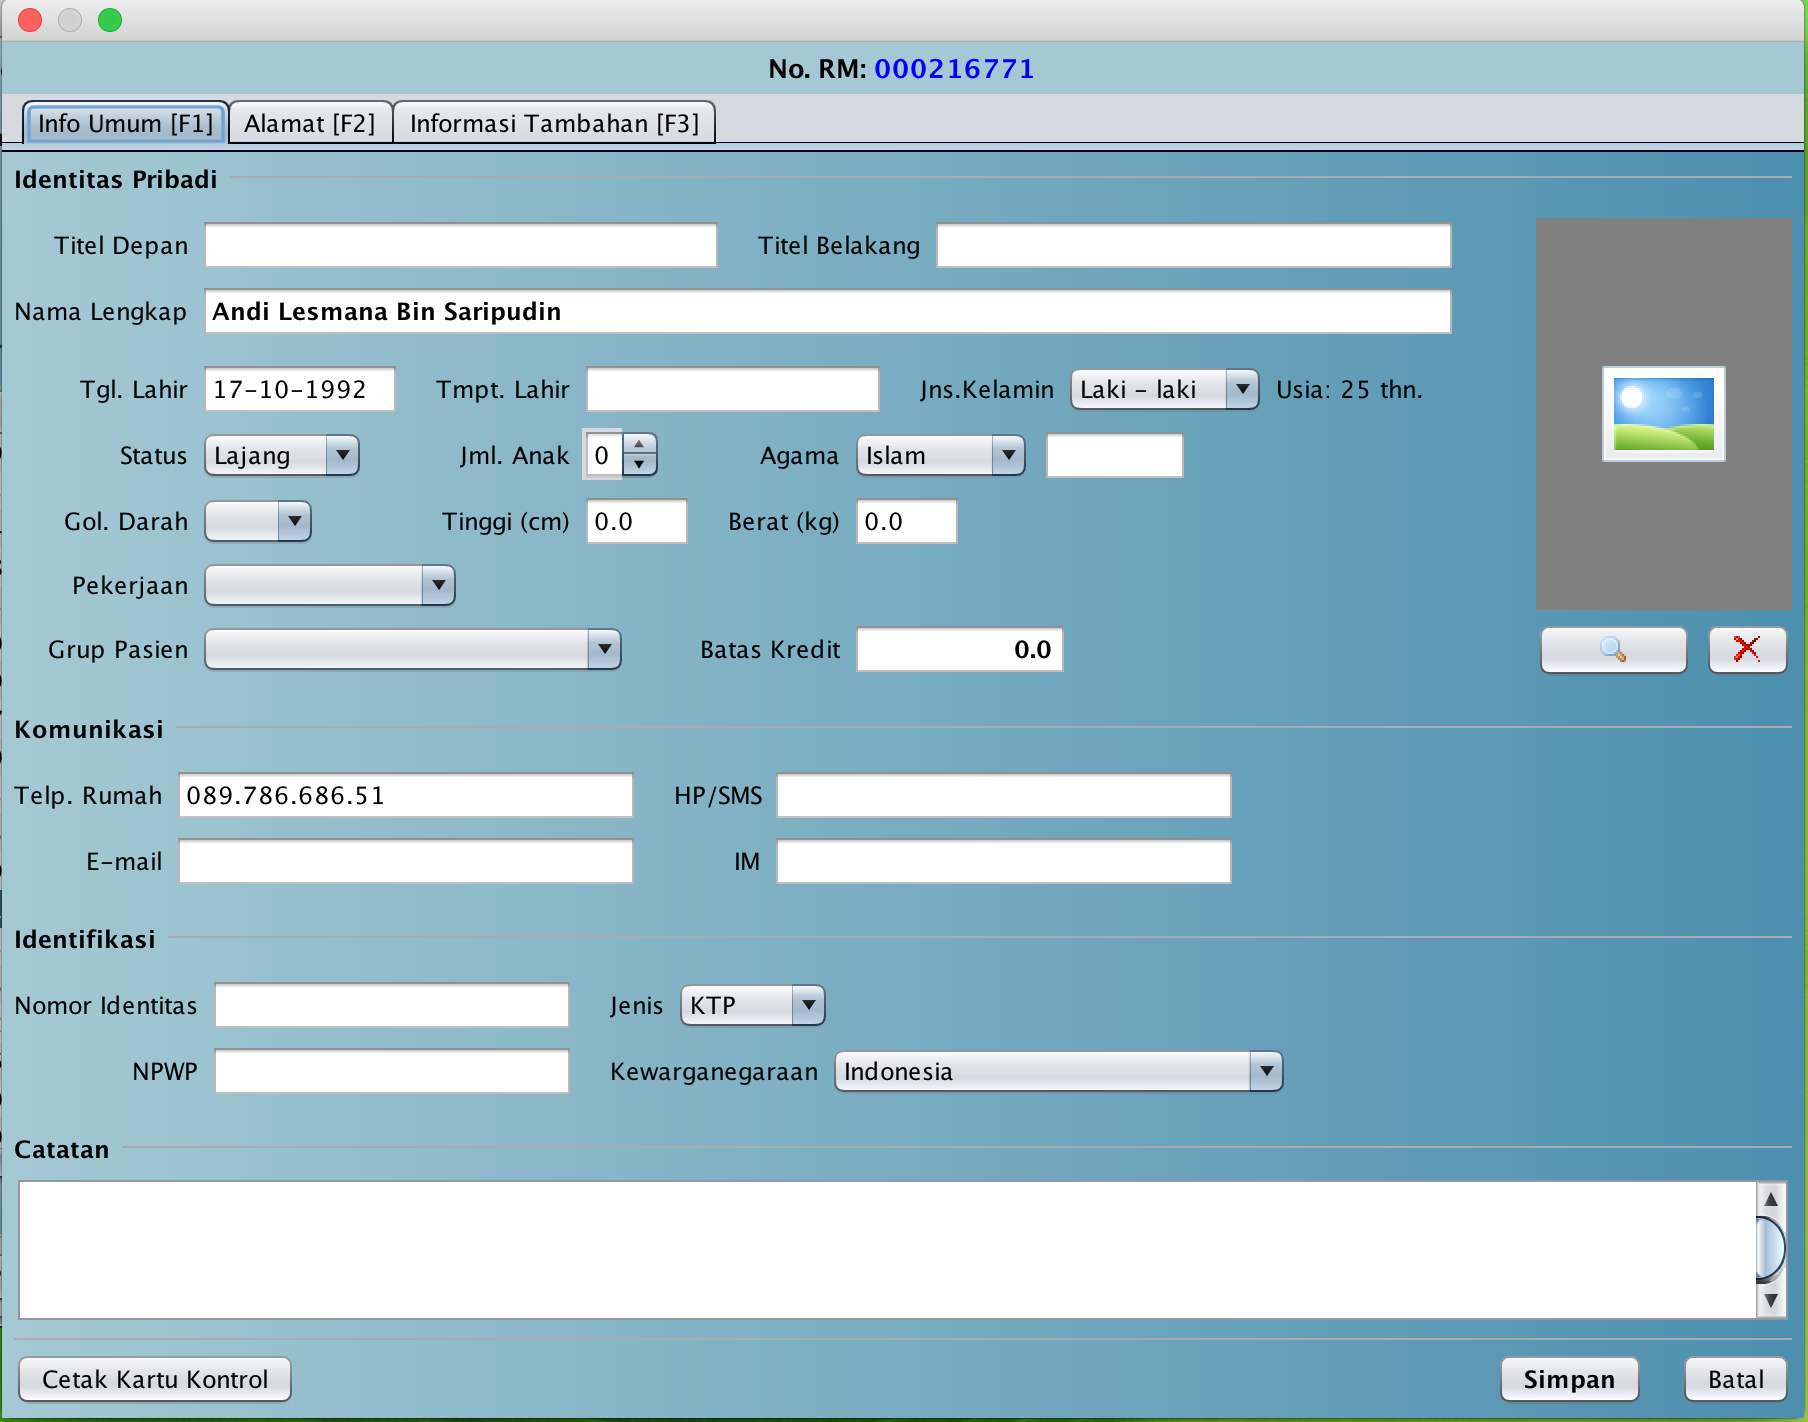 No. RM: 000216771
Info Umum [F1] Alamat [F2] Informasi Tambahan [F3]
Identitas Pribadi
Titel Depan Titel Belakang
Nama Lengkap Andi Lesmana Bin Saripudin
Tgl. Lahir 17-10-1992 Tmpt. Lahir Jns.Kelamin Laki - laki Usia: 25 thn.
Status Lajang Jml. Anak 0 Agama Islam
Gol. Darah Tinggi (cm) 0.0 Berat (kg) 0.0
Pekerjaan
Grup Pasien Batas Kredit 0.0
Komunikasi
Telp. Rumah 089.786.686.51 HP/SMS
E-mail IM
Identifikasi
Nomor Identitas Jenis KTP
NPWP Kewarganegaraan Indonesia
Catatan
Cetak Kartu Kontrol Simpan Batal